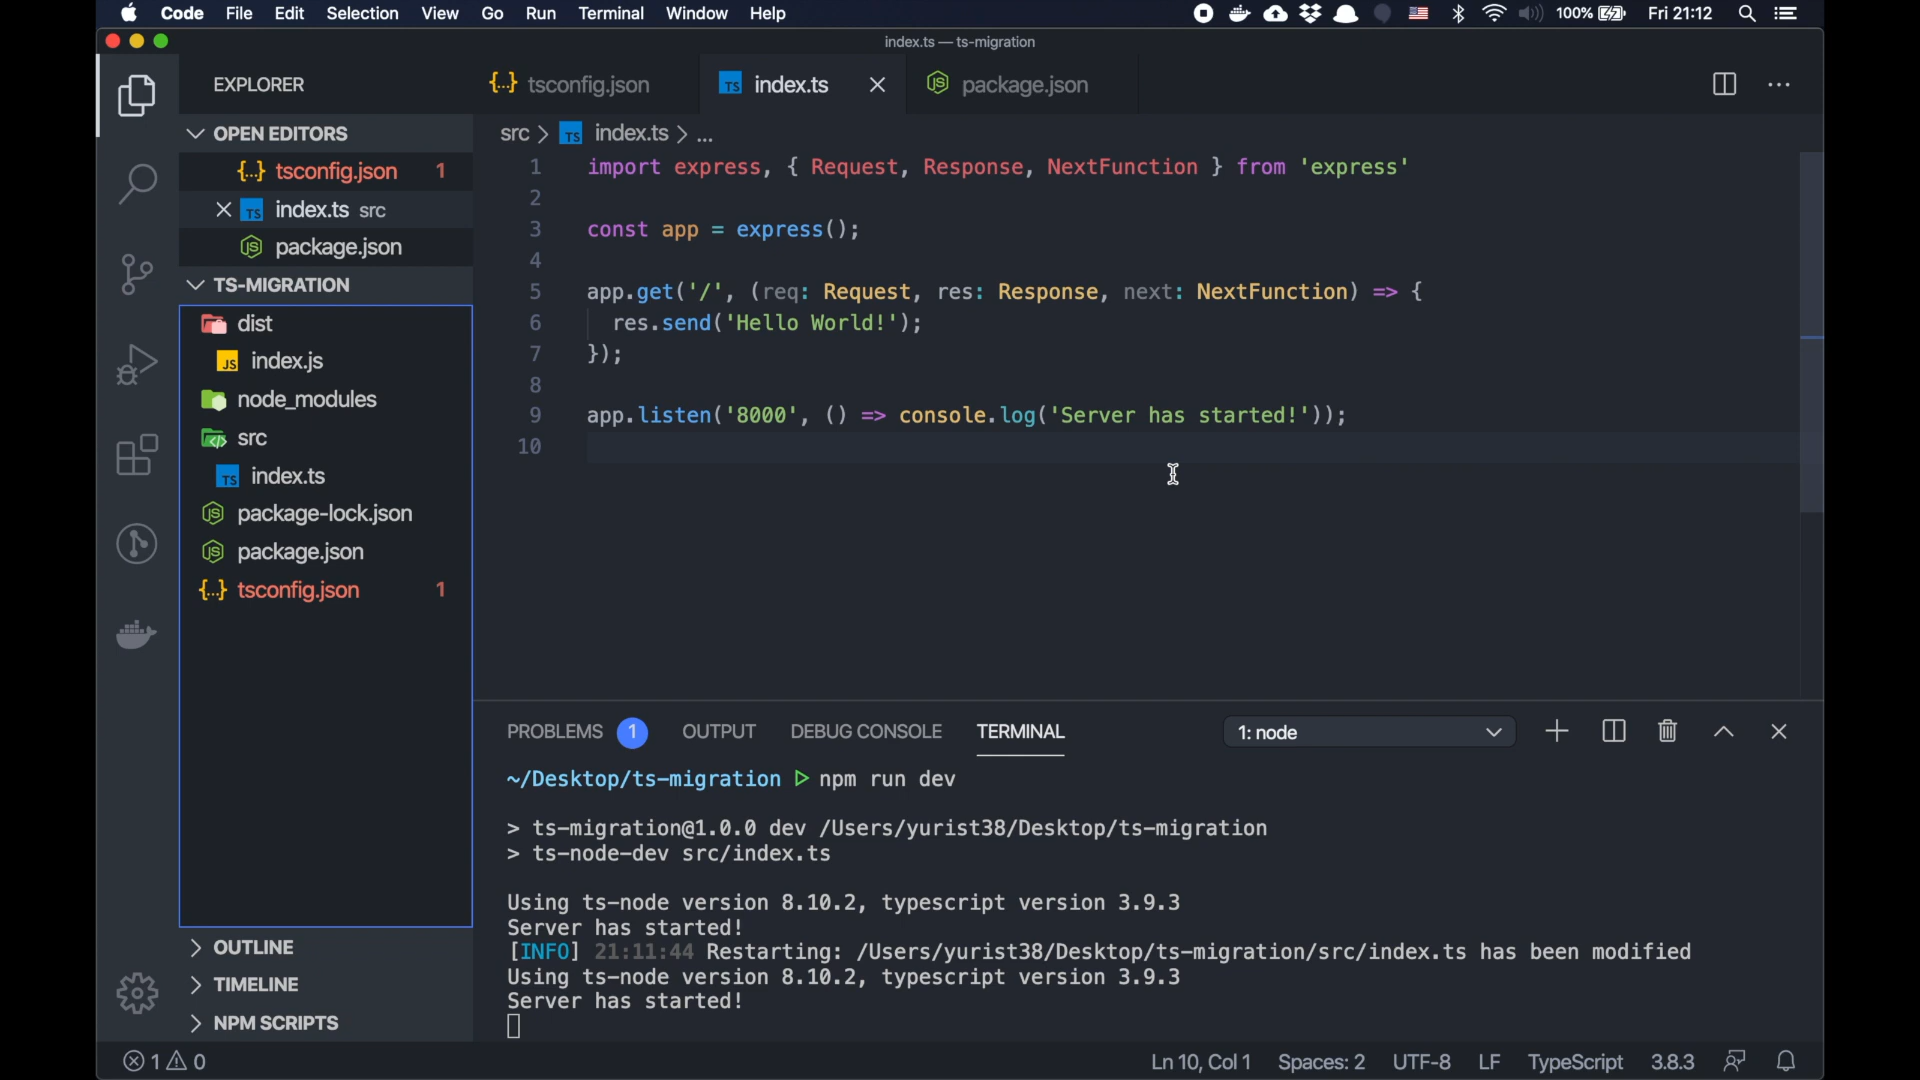 Code File Edit Selection View Go Run Terminal Window Help 100% Fri 21:12
index.ts — ts-migration
EXPLORER
{...} tsconfig.json TS index.ts JS package.json
OPEN EDITORS
{...} tsconfig.json 1
TS index.ts src
JS package.json
TS-MIGRATION
dist
JS index.js
node_modules
src
TS index.ts
JS package-lock.json
JS package.json
{...} tsconfig.json 1
OUTLINE
TIMELINE
NPM SCRIPTS
src > TS index.ts > ...
1 import express, { Request, Response, NextFunction } from 'express'
2
3 const app = express();
4
5 app.get('/', (req: Request, res: Response, next: NextFunction) => {
6 res.send('Hello World!');
7 });
8
9 app.listen('8000', () => console.log('Server has started!'));
10
PROBLEMS 1 OUTPUT DEBUG CONSOLE TERMINAL 1: node
~/Desktop/ts-migration ▷ npm run dev
> ts-migration@1.0.0 dev /Users/yurist38/Desktop/ts-migration
> ts-node-dev src/index.ts
Using ts-node version 8.10.2, typescript version 3.9.3
Server has started!
[INFO] 21:11:44 Restarting: /Users/yurist38/Desktop/ts-migration/src/index.ts has been modified
Using ts-node version 8.10.2, typescript version 3.9.3
Server has started!
1 0 Ln 10, Col 1 Spaces: 2 UTF-8 LF TypeScript 3.8.3